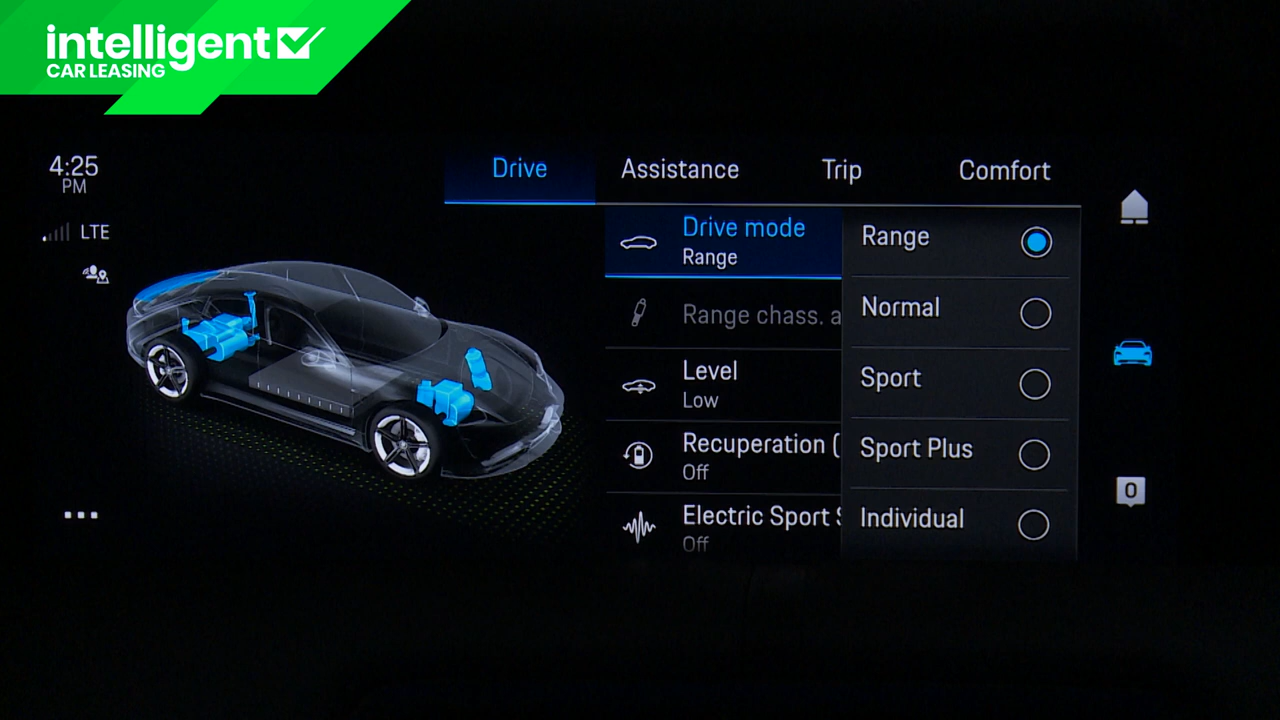 intelligent
CAR LEASING
4:25
PM
LTE
Drive
Assistance
Trip
Comfort
Drive mode
Range
Range chass. a
Level
Low
Recuperation (
Off
Electric Sport S
Off
Range
Normal
Sport
Sport Plus
Individual
0